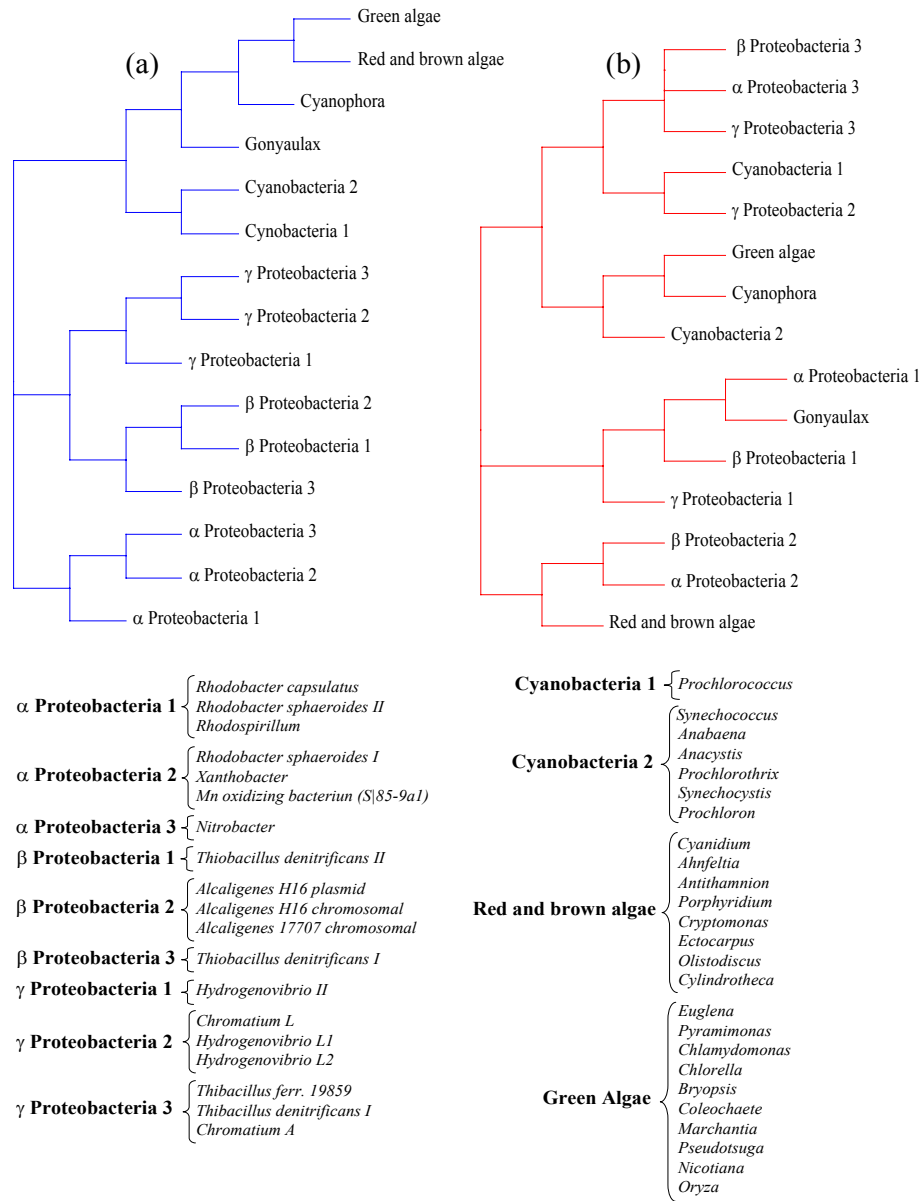 (a)
Green algae
Red and brown algae
Cyanophora
Gonyaulax
Cyanobacteria 2
Cynobacteria 1
γ Proteobacteria 3
γ Proteobacteria 2
γ Proteobacteria 1
β Proteobacteria 2
β Proteobacteria 1
β Proteobacteria 3
α Proteobacteria 3
α Proteobacteria 2
α Proteobacteria 1
(b)
β Proteobacteria 3
α Proteobacteria 3
γ Proteobacteria 3
Cyanobacteria 1
γ Proteobacteria 2
Green algae
Cyanophora
Cyanobacteria 2
α Proteobacteria 1
Gonyaulax
β Proteobacteria 1
γ Proteobacteria 1
β Proteobacteria 2
α Proteobacteria 2
Red and brown algae
α Proteobacteria 1
Rhodobacter capsulatus
Rhodobacter sphaeroides II
Rhodospirillum
α Proteobacteria 2
Rhodobacter sphaeroides I
Xanthobacter
Mn oxidizing bacteriun (S|85-9a1)
α Proteobacteria 3
Nitrobacter
β Proteobacteria 1
Thiobacillus denitrificans II
β Proteobacteria 2
Alcaligenes H16 plasmid
Alcaligenes H16 chromosomal
Alcaligenes 17707 chromosomal
β Proteobacteria 3
Thiobacillus denitrificans I
γ Proteobacteria 1
Hydrogenovibrio II
γ Proteobacteria 2
Chromatium L
Hydrogenovibrio L1
Hydrogenovibrio L2
γ Proteobacteria 3
Thibacillus ferr. 19859
Thibacillus denitrificans I
Chromatium A
Cyanobacteria 1
Prochlorococcus
Cyanobacteria 2
Synechococcus
Anabaena
Anacystis
Prochlorothrix
Synechocystis
Prochloron
Red and brown algae
Cyanidium
Ahnfeltia
Antithamnion
Porphyridium
Cryptomonas
Ectocarpus
Olistodiscus
Cylindrotheca
Green Algae
Euglena
Pyramimonas
Chlamydomonas
Chlorella
Bryopsis
Coleochaete
Marchantia
Pseudotsuga
Nicotiana
Oryza